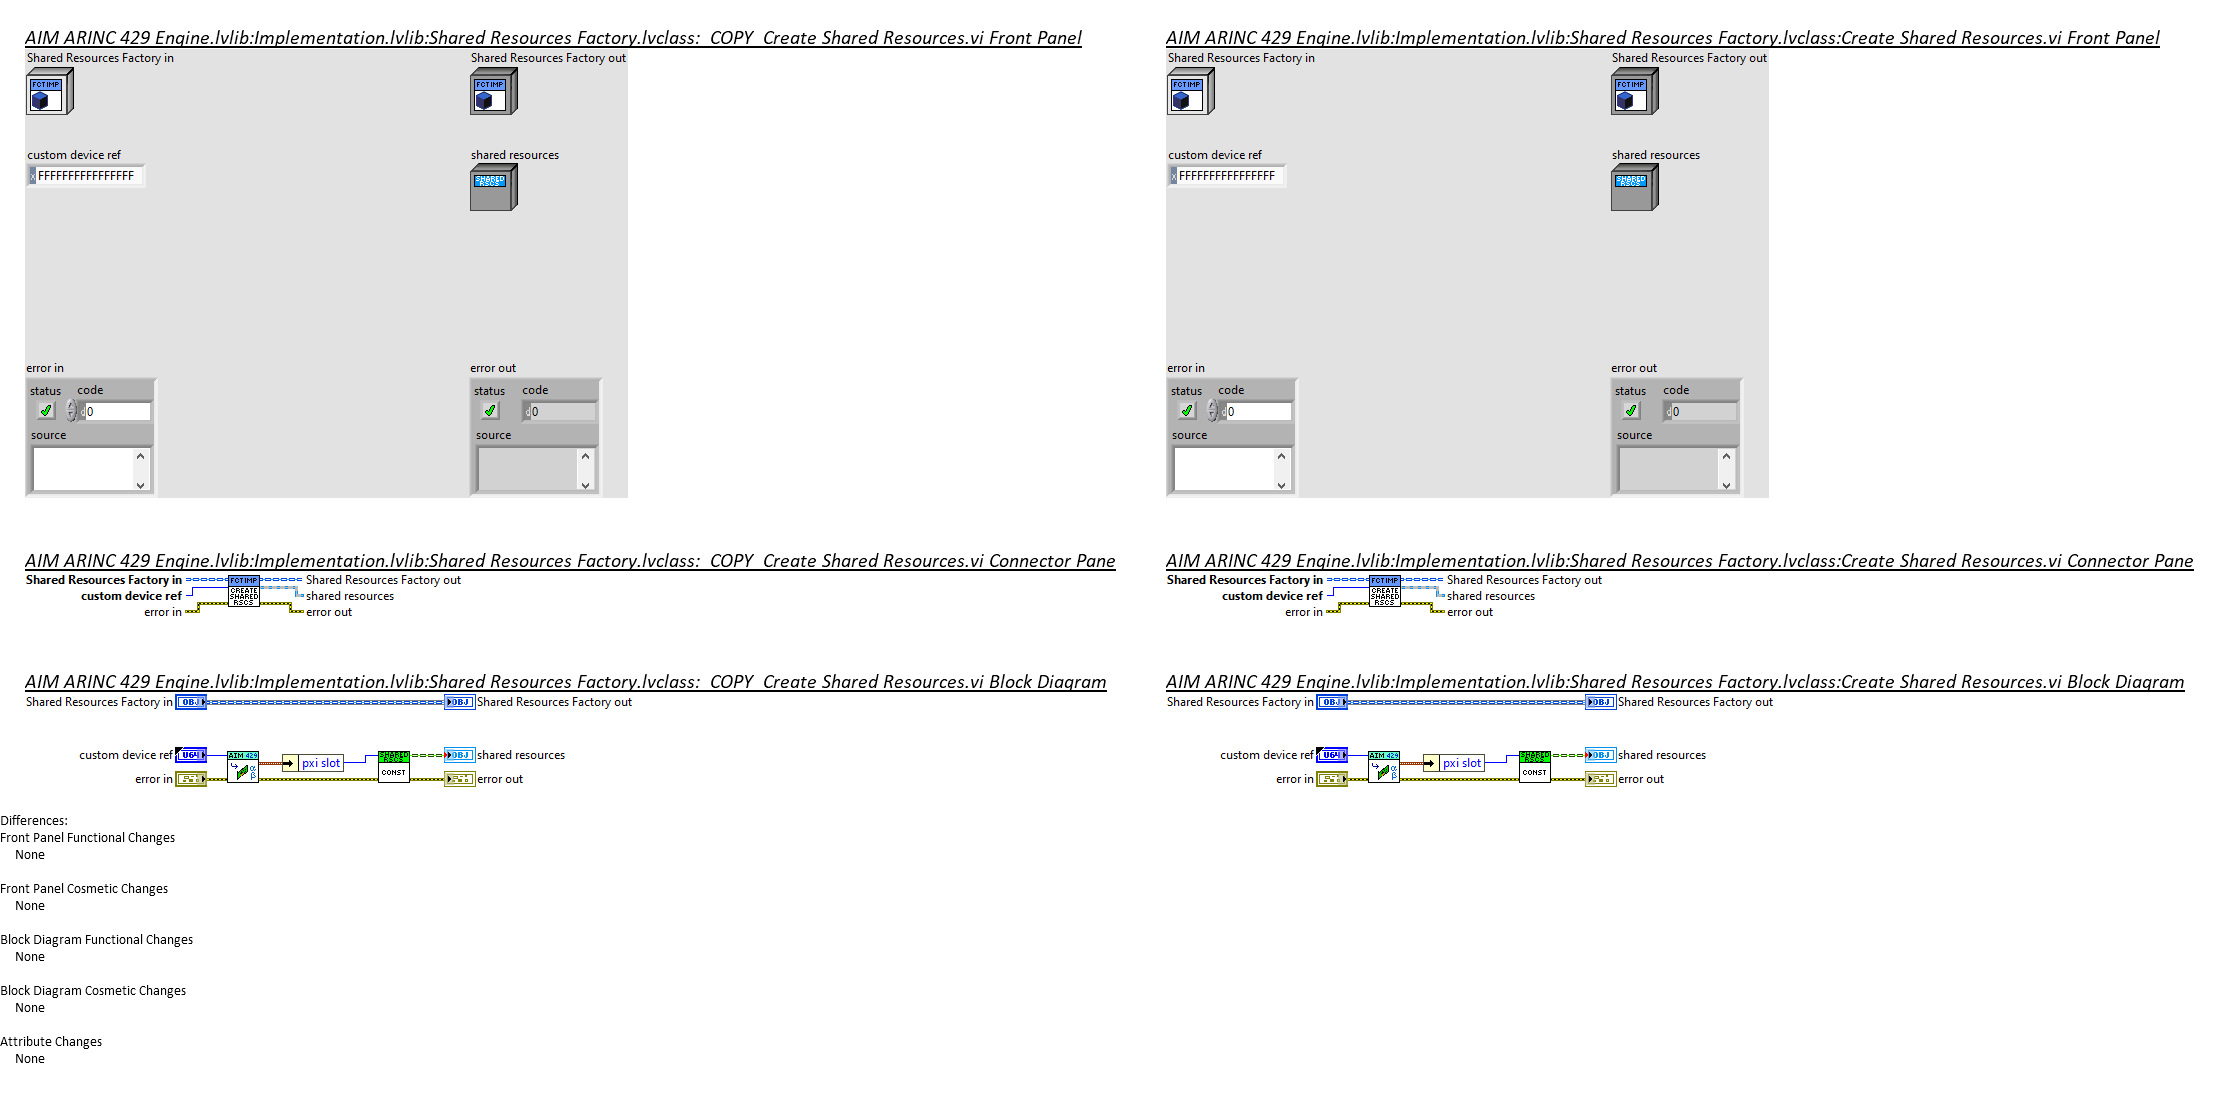 AIM ARINC 429 Engine.lvlib:Implementation.lvlib:Shared Resources Factory.lvclass:  COPY  Create Shared Resources.vi Front Panel
Shared Resources Factory in
Shared Resources Factory out
FCTIMP
FCTIMP
custom device ref
shared resources
x FFFFFFFFFFFFFFFF
SHARED
RSCS
error in
error out
status code
status code
d 0
d 0
source
source
AIM ARINC 429 Engine.lvlib:Implementation.lvlib:Shared Resources Factory.lvclass:Create Shared Resources.vi Front Panel
Shared Resources Factory in
Shared Resources Factory out
FCTIMP
FCTIMP
custom device ref
shared resources
x FFFFFFFFFFFFFFFF
SHARED
RSCS
error in
error out
status code
status code
d 0
d 0
source
source
AIM ARINC 429 Engine.lvlib:Implementation.lvlib:Shared Resources Factory.lvclass:  COPY  Create Shared Resources.vi Connector Pane
Shared Resources Factory in
FCTIMP
Shared Resources Factory out
custom device ref
CREATE
SHARED
RSCS
shared resources
error in
error out
AIM ARINC 429 Engine.lvlib:Implementation.lvlib:Shared Resources Factory.lvclass:Create Shared Resources.vi Connector Pane
Shared Resources Factory in
FCTIMP
Shared Resources Factory out
custom device ref
CREATE
SHARED
RSCS
shared resources
error in
error out
AIM ARINC 429 Engine.lvlib:Implementation.lvlib:Shared Resources Factory.lvclass:  COPY  Create Shared Resources.vi Block Diagram
Shared Resources Factory in OBJ
OBJ Shared Resources Factory out
custom device ref U64
AIM 429
α
β
pxi slot
SHARED
RSCS
CONST
OBJ shared resources
error in
error out
AIM ARINC 429 Engine.lvlib:Implementation.lvlib:Shared Resources Factory.lvclass:Create Shared Resources.vi Block Diagram
Shared Resources Factory in OBJ
OBJ Shared Resources Factory out
custom device ref U64
AIM 429
α
β
pxi slot
SHARED
RSCS
CONST
OBJ shared resources
error in
error out
Differences:
Front Panel Functional Changes
None
Front Panel Cosmetic Changes
None
Block Diagram Functional Changes
None
Block Diagram Cosmetic Changes
None
Attribute Changes
None